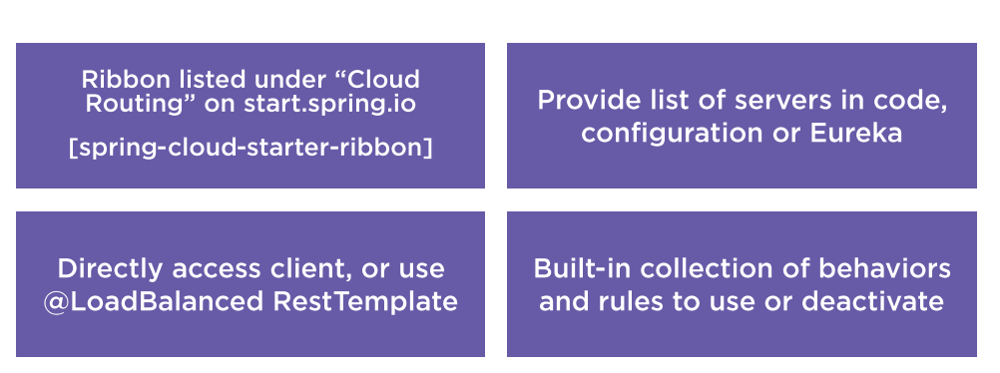 Ribbon listed under “Cloud
Routing” on start.spring.io
[spring-cloud-starter-ribbon]
Provide list of servers in code,
configuration or Eureka
Directly access client, or use
@LoadBalanced RestTemplate
Built-in collection of behaviors
and rules to use or deactivate